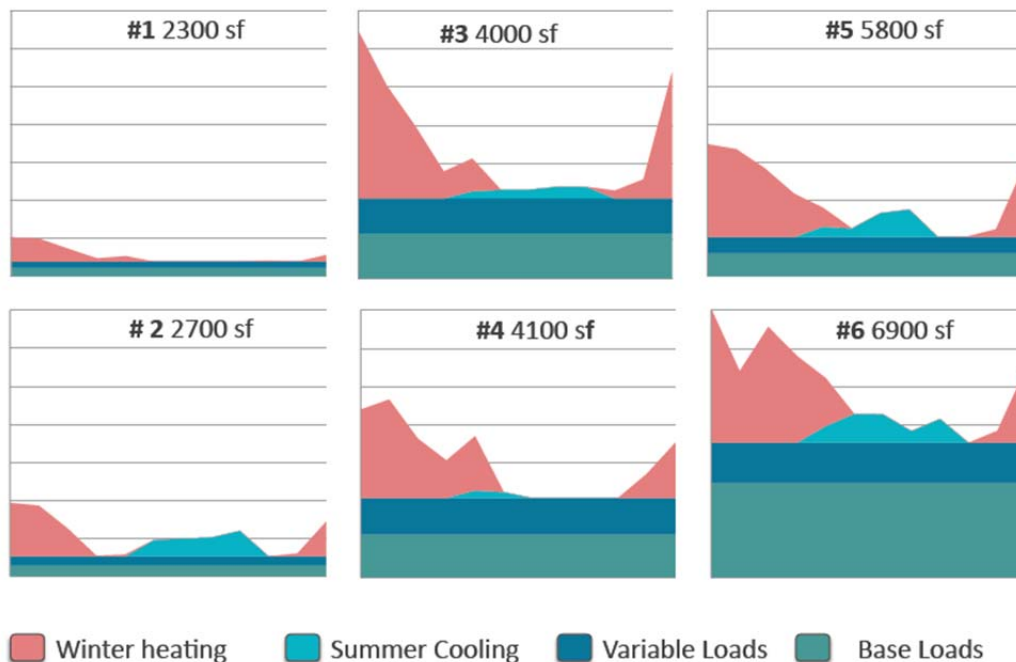 #1 2300 sf
#3 4000 sf
#5 5800 sf
# 2 2700 sf
#4 4100 sf
#6 6900 sf
Winter heating
Summer Cooling
Variable Loads
Base Loads